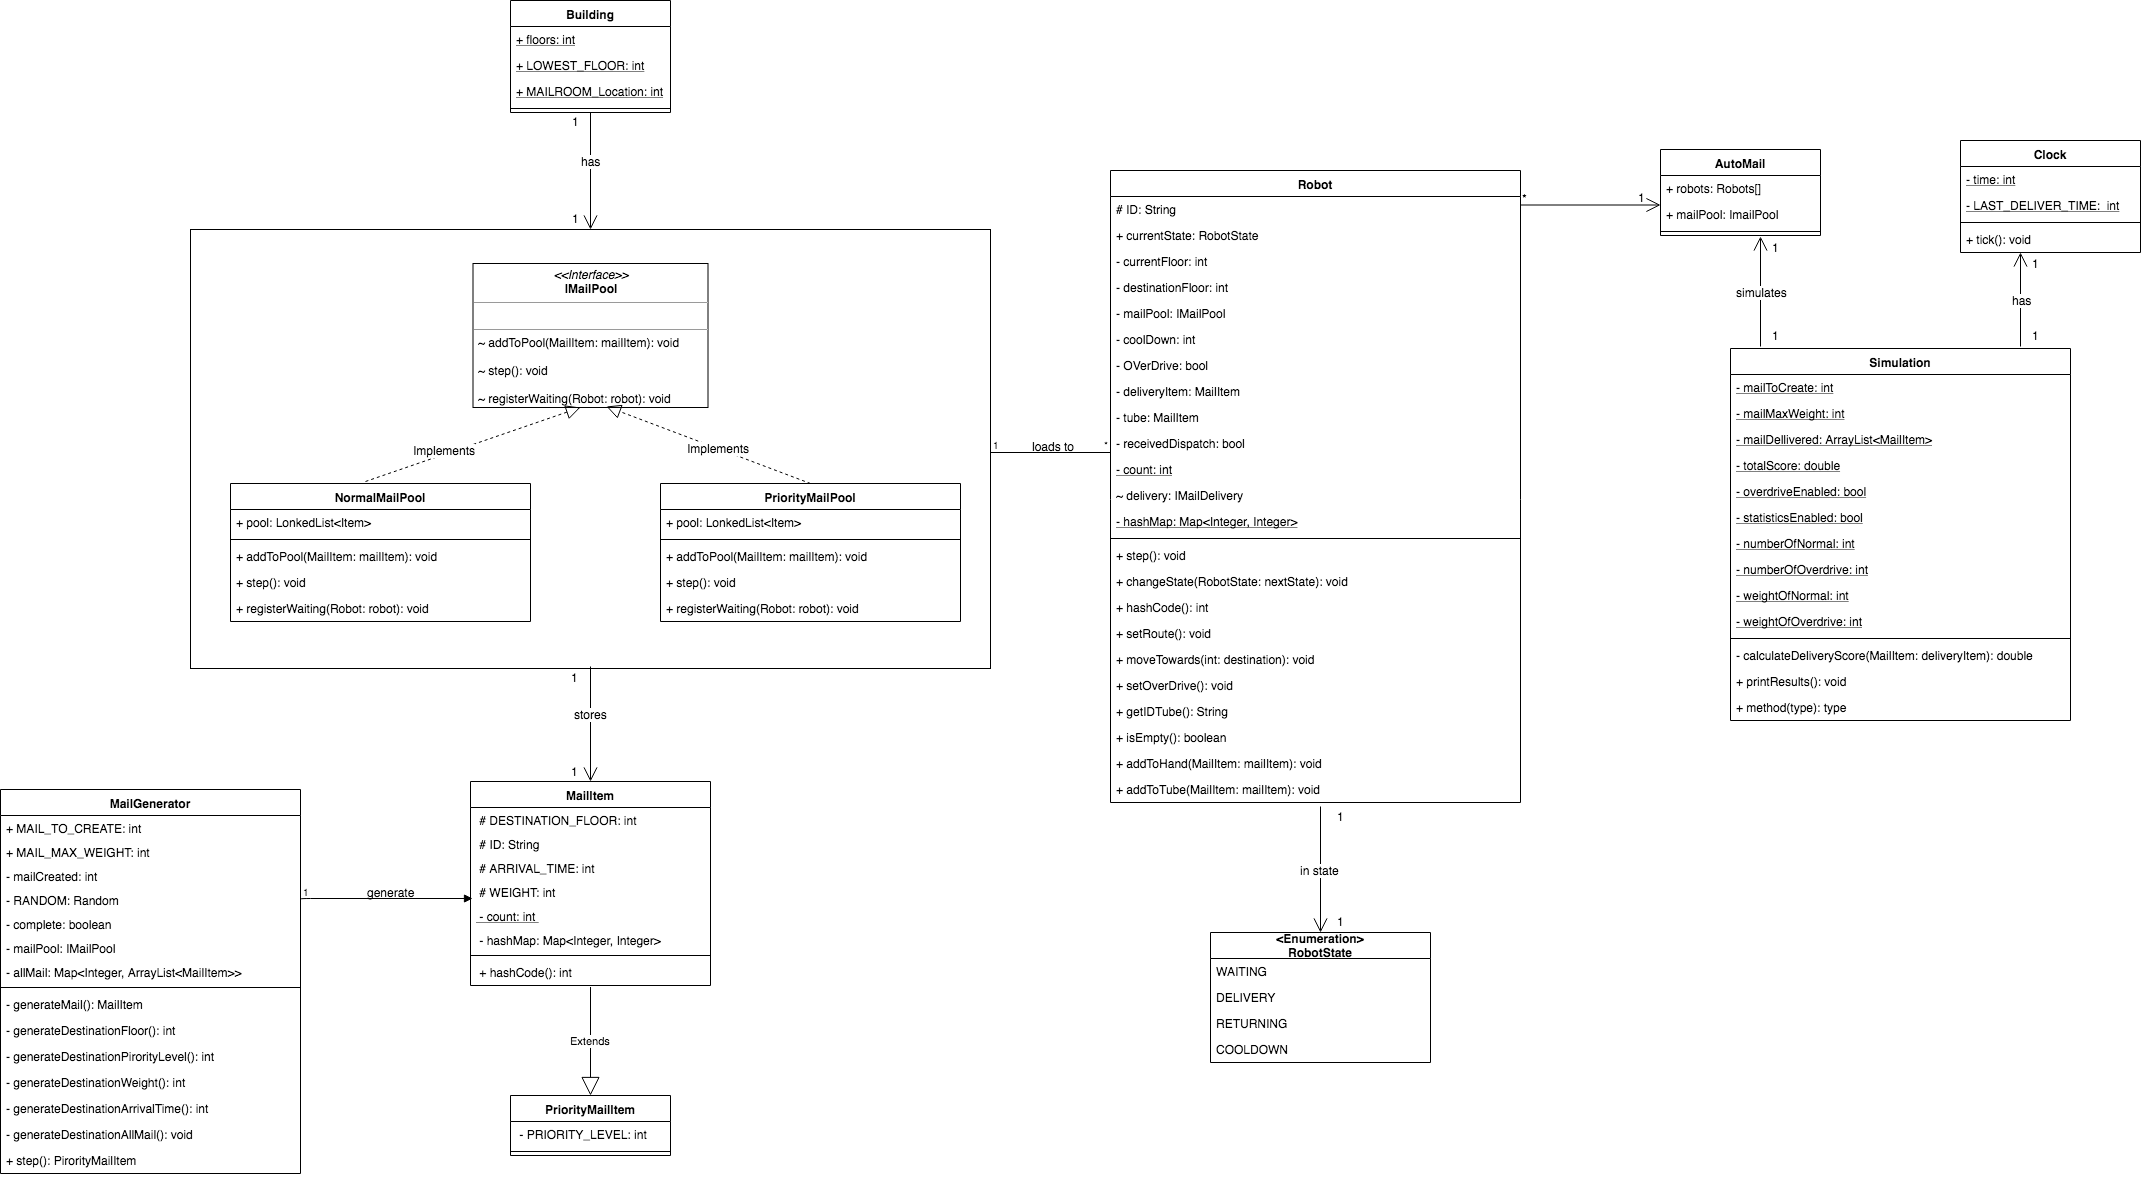 Building
+ floors: int
+ LOWEST_FLOOR: int
+ MAILROOM_Location: int
1
has
1
<<Interface>>
IMailPool
~ addToPool(MailItem: mailItem): void
~ step(): void
~ registerWaiting(Robot: robot): void
Implements
Implements
NormalMailPool
+ pool: LonkedList<Item>
+ addToPool(MailItem: mailItem): void
+ step(): void
+ registerWaiting(Robot: robot): void
PriorityMailPool
+ pool: LonkedList<Item>
+ addToPool(MailItem: mailItem): void
+ step(): void
+ registerWaiting(Robot: robot): void
1
loads to
*
1
stores
1
MailGenerator
+ MAIL_TO_CREATE: int
+ MAIL_MAX_WEIGHT: int
- mailCreated: int
- RANDOM: Random
- complete: boolean
- mailPool: IMailPool
- allMail: Map<Integer, ArrayList<MailItem>>
- generateMail(): MailItem
- generateDestinationFloor(): int
- generateDestinationPirorityLevel(): int
- generateDestinationWeight(): int
- generateDestinationArrivalTime(): int
- generateDestinationAllMail(): void
+ step(): PirorityMailItem
1
generate
MailItem
# DESTINATION_FLOOR: int
# ID: String
# ARRIVAL_TIME: int
# WEIGHT: int
- count: int
- hashMap: Map<Integer, Integer>
+ hashCode(): int
Extends
PriorityMailItem
- PRIORITY_LEVEL: int
Robot
# ID: String
+ currentState: RobotState
- currentFloor: int
- destinationFloor: int
- mailPool: IMailPool
- coolDown: int
- OVerDrive: bool
- deliveryItem: MailItem
- tube: MailItem
- receivedDispatch: bool
- count: int
~ delivery: IMailDelivery
- hashMap: Map<Integer, Integer>
+ step(): void
+ changeState(RobotState: nextState): void
+ hashCode(): int
+ setRoute(): void
+ moveTowards(int: destination): void
+ setOverDrive(): void
+ getIDTube(): String
+ isEmpty(): boolean
+ addToHand(MailItem: mailItem): void
+ addToTube(MailItem: mailItem): void
1
in state
1
<Enumeration>
RobotState
WAITING
DELIVERY
RETURNING
COOLDOWN
*
1
AutoMail
+ robots: Robots[]
+ mailPool: ImailPool
1
simulates
1
Clock
- time: int
- LAST_DELIVER_TIME: int
+ tick(): void
1
has
1
Simulation
- mailToCreate: int
- mailMaxWeight: int
- mailDellivered: ArrayList<MailItem>
- totalScore: double
- overdriveEnabled: bool
- statisticsEnabled: bool
- numberOfNormal: int
- numberOfOverdrive: int
- weightOfNormal: int
- weightOfOverdrive: int
- calculateDeliveryScore(MailItem: deliveryItem): double
+ printResults(): void
+ method(type): type